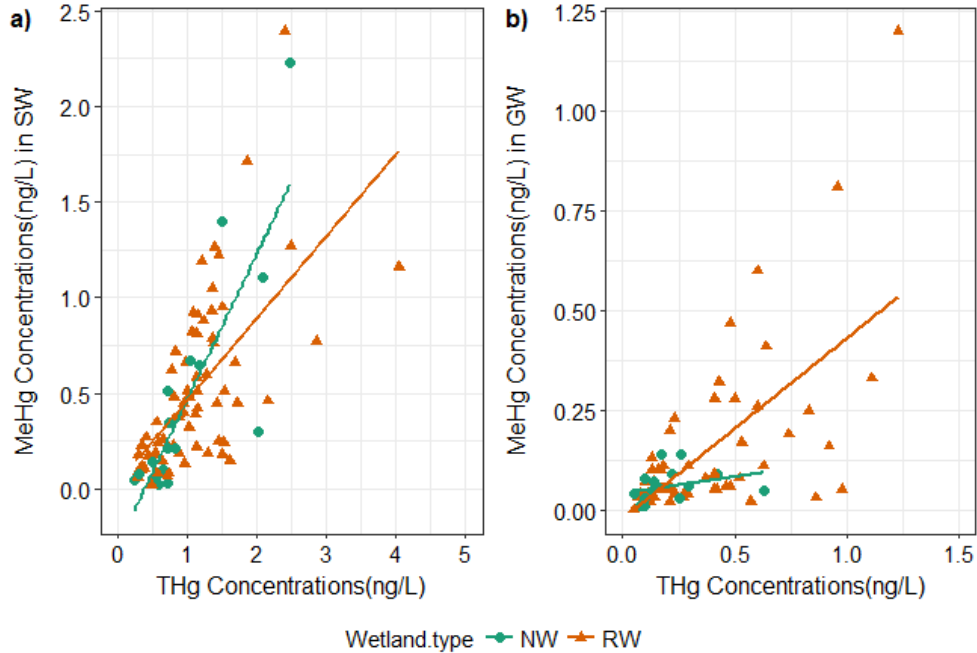 a)
MeHg Concentrations(ng/L) in SW
2.5
2.0
1.5
1.0
0.5
0.0
0 1 2 3 4 5
THg Concentrations(ng/L)
b)
MeHg Concentrations(ng/L) in GW
1.25
1.00
0.75
0.50
0.25
0.00
0.0 0.5 1.0 1.5
THg Concentrations(ng/L)
Wetland.type NW RW